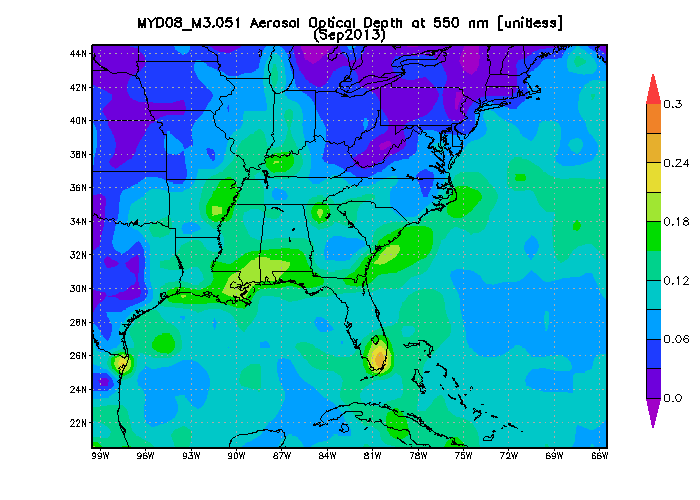 MYD08_M3.051 Aerosol Optical Depth at 550 nm [unitless]
(Sep2013)
44N
42N
40N
38N
36N
34N
32N
30N
28N
26N
24N
22N
99W 96W 93W 90W 87W 84W 81W 78W 75W 72W 69W 66W
0.3
0.24
0.18
0.12
0.06
0.0